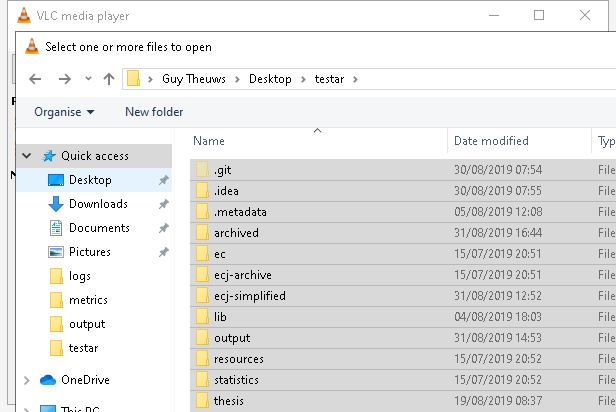 VLC media player
Select one or more files to open
Guy Theuws > Desktop > testar >
Organise New folder
Name Date modified Typ
Quick access
Desktop
Downloads
Documents
Pictures
logs
metrics
output
testar
OneDrive
This PC
.git 30/08/2019 07:54 File
.idea 30/08/2019 07:55 File
.metadata 05/08/2019 12:08 File
archived 31/08/2019 16:44 File
ec 15/07/2019 20:51 File
ecj-archive 15/07/2019 20:51 File
ecj-simplified 31/08/2019 12:52 File
lib 04/08/2019 18:03 File
output 31/08/2019 14:53 File
resources 15/07/2019 20:52 File
statistics 15/07/2019 20:52 File
thesis 19/08/2019 08:37 File